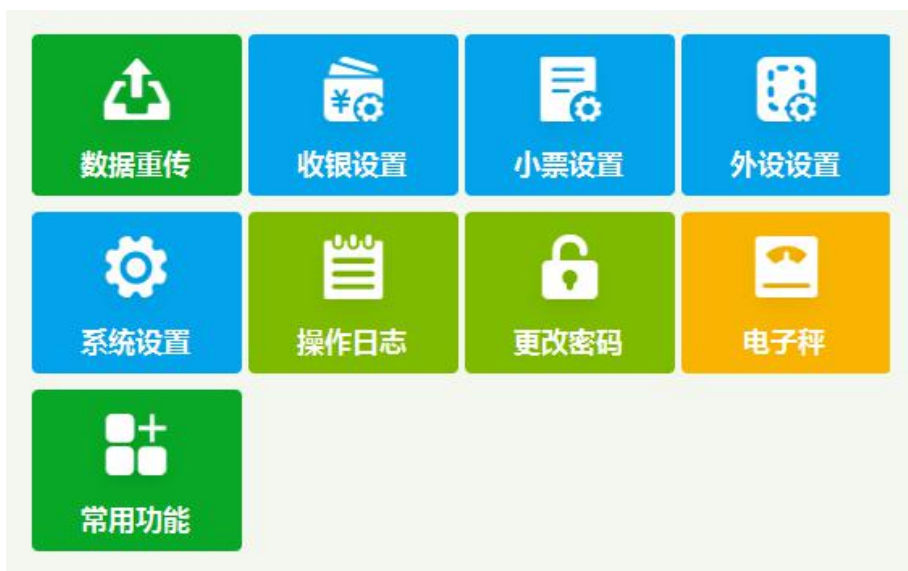 数据重传
收银设置
小票设置
外设设置
系统设置
操作日志
更改密码
电子秤
常用功能